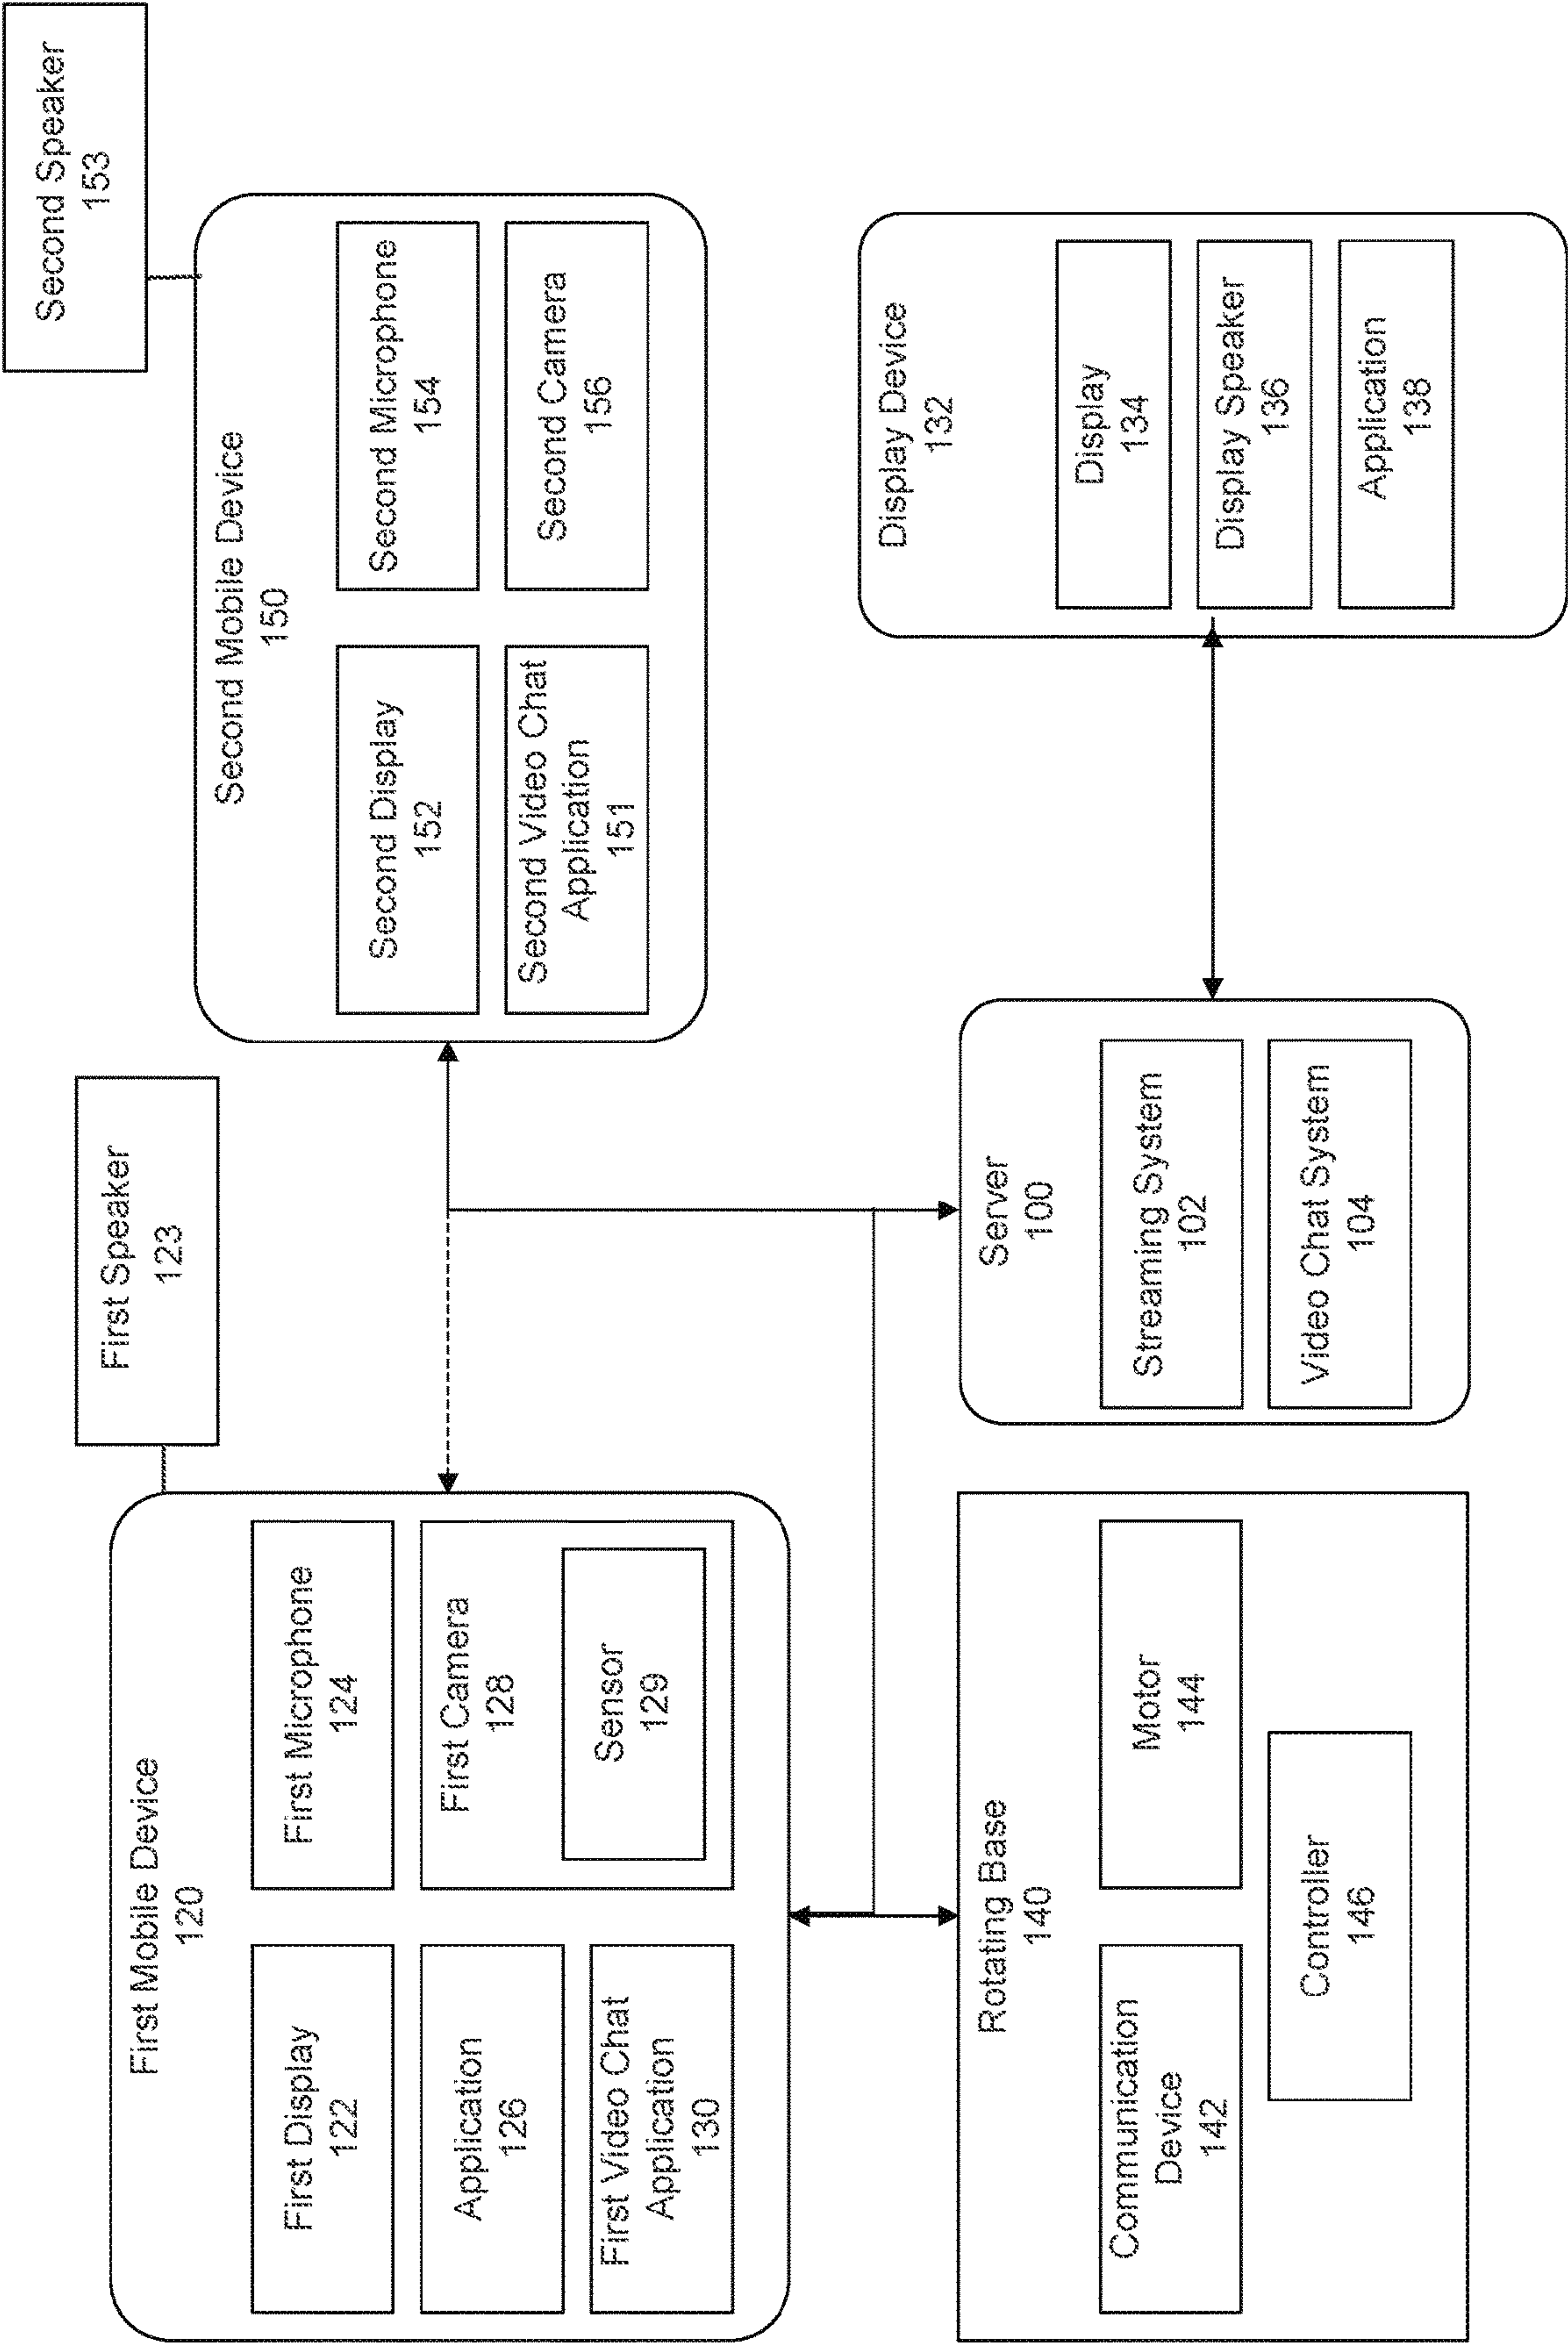 First Mobile Device
120
First Display
122
First Microphone
124
Application
126
First Camera
128
Sensor
129
First Video Chat
Application
130
First Speaker
123
Second Mobile Device
150
Second Display
152
Second Microphone
154
Second Video Chat
Application
151
Second Camera
156
Second Speaker
153
Rotating Base
140
Communication
Device
142
Motor
144
Controller
146
Server
100
Streaming System
102
Video Chat System
104
Display Device
132
Display
134
Display Speaker
136
Application
138